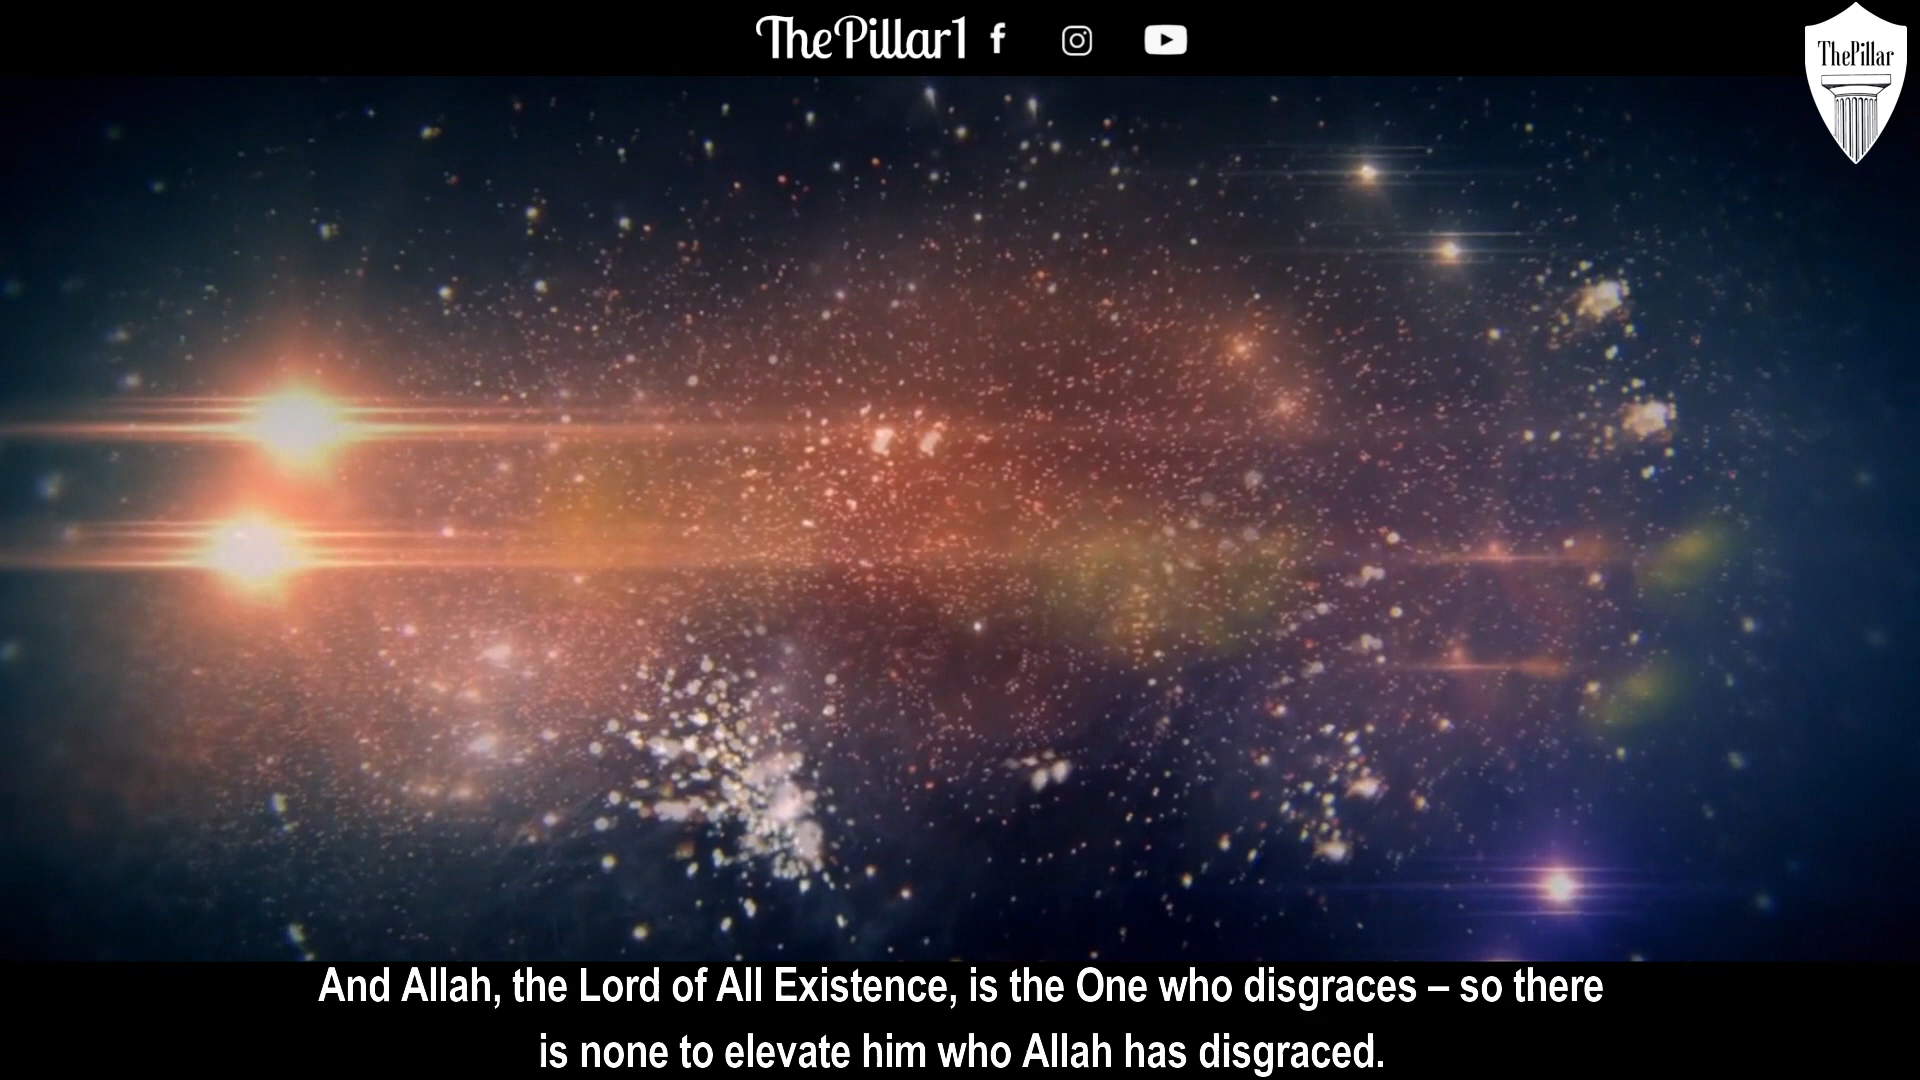 ThePillar1
ThePillar
And Allah, the Lord of All Existence, is the One who disgraces – so there
is none to elevate him who Allah has disgraced.